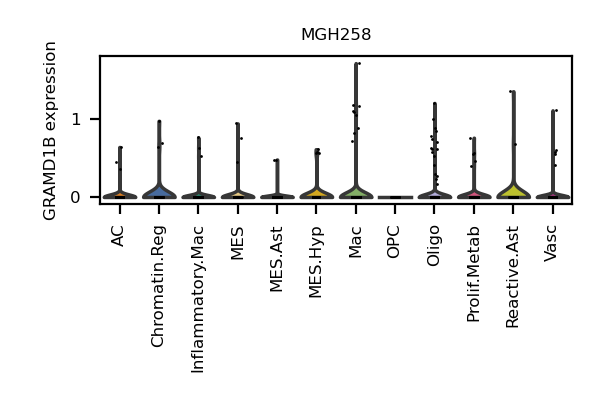 MGH258
GRAMD1B expression
1
0
AC
Chromatin.Reg
Inflammatory.Mac
MES
MES.Ast
MES.Hyp
Mac
OPC
Oligo
Prolif.Metab
Reactive.Ast
Vasc